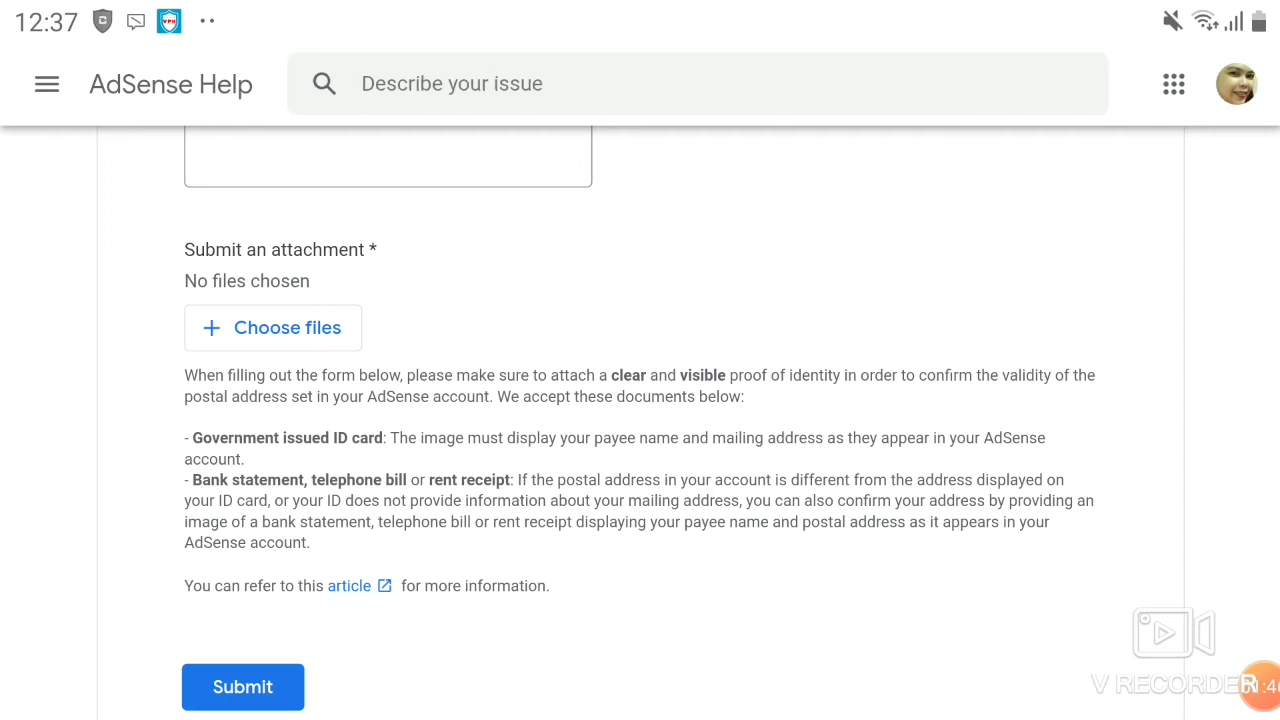 12:37
VPN
AdSense Help
Describe your issue
Submit an attachment *
No files chosen
+ Choose files
When filling out the form below, please make sure to attach a clear and visible proof of identity in order to confirm the validity of the
postal address set in your AdSense account. We accept these documents below:
- Government issued ID card: The image must display your payee name and mailing address as they appear in your AdSense
account.
- Bank statement, telephone bill or rent receipt: If the postal address in your account is different from the address displayed on
your ID card, or your ID does not provide information about your mailing address, you can also confirm your address by providing an
image of a bank statement, telephone bill or rent receipt displaying your payee name and postal address as it appears in your
AdSense account.
You can refer to this article for more information.
Submit
V RECORDER